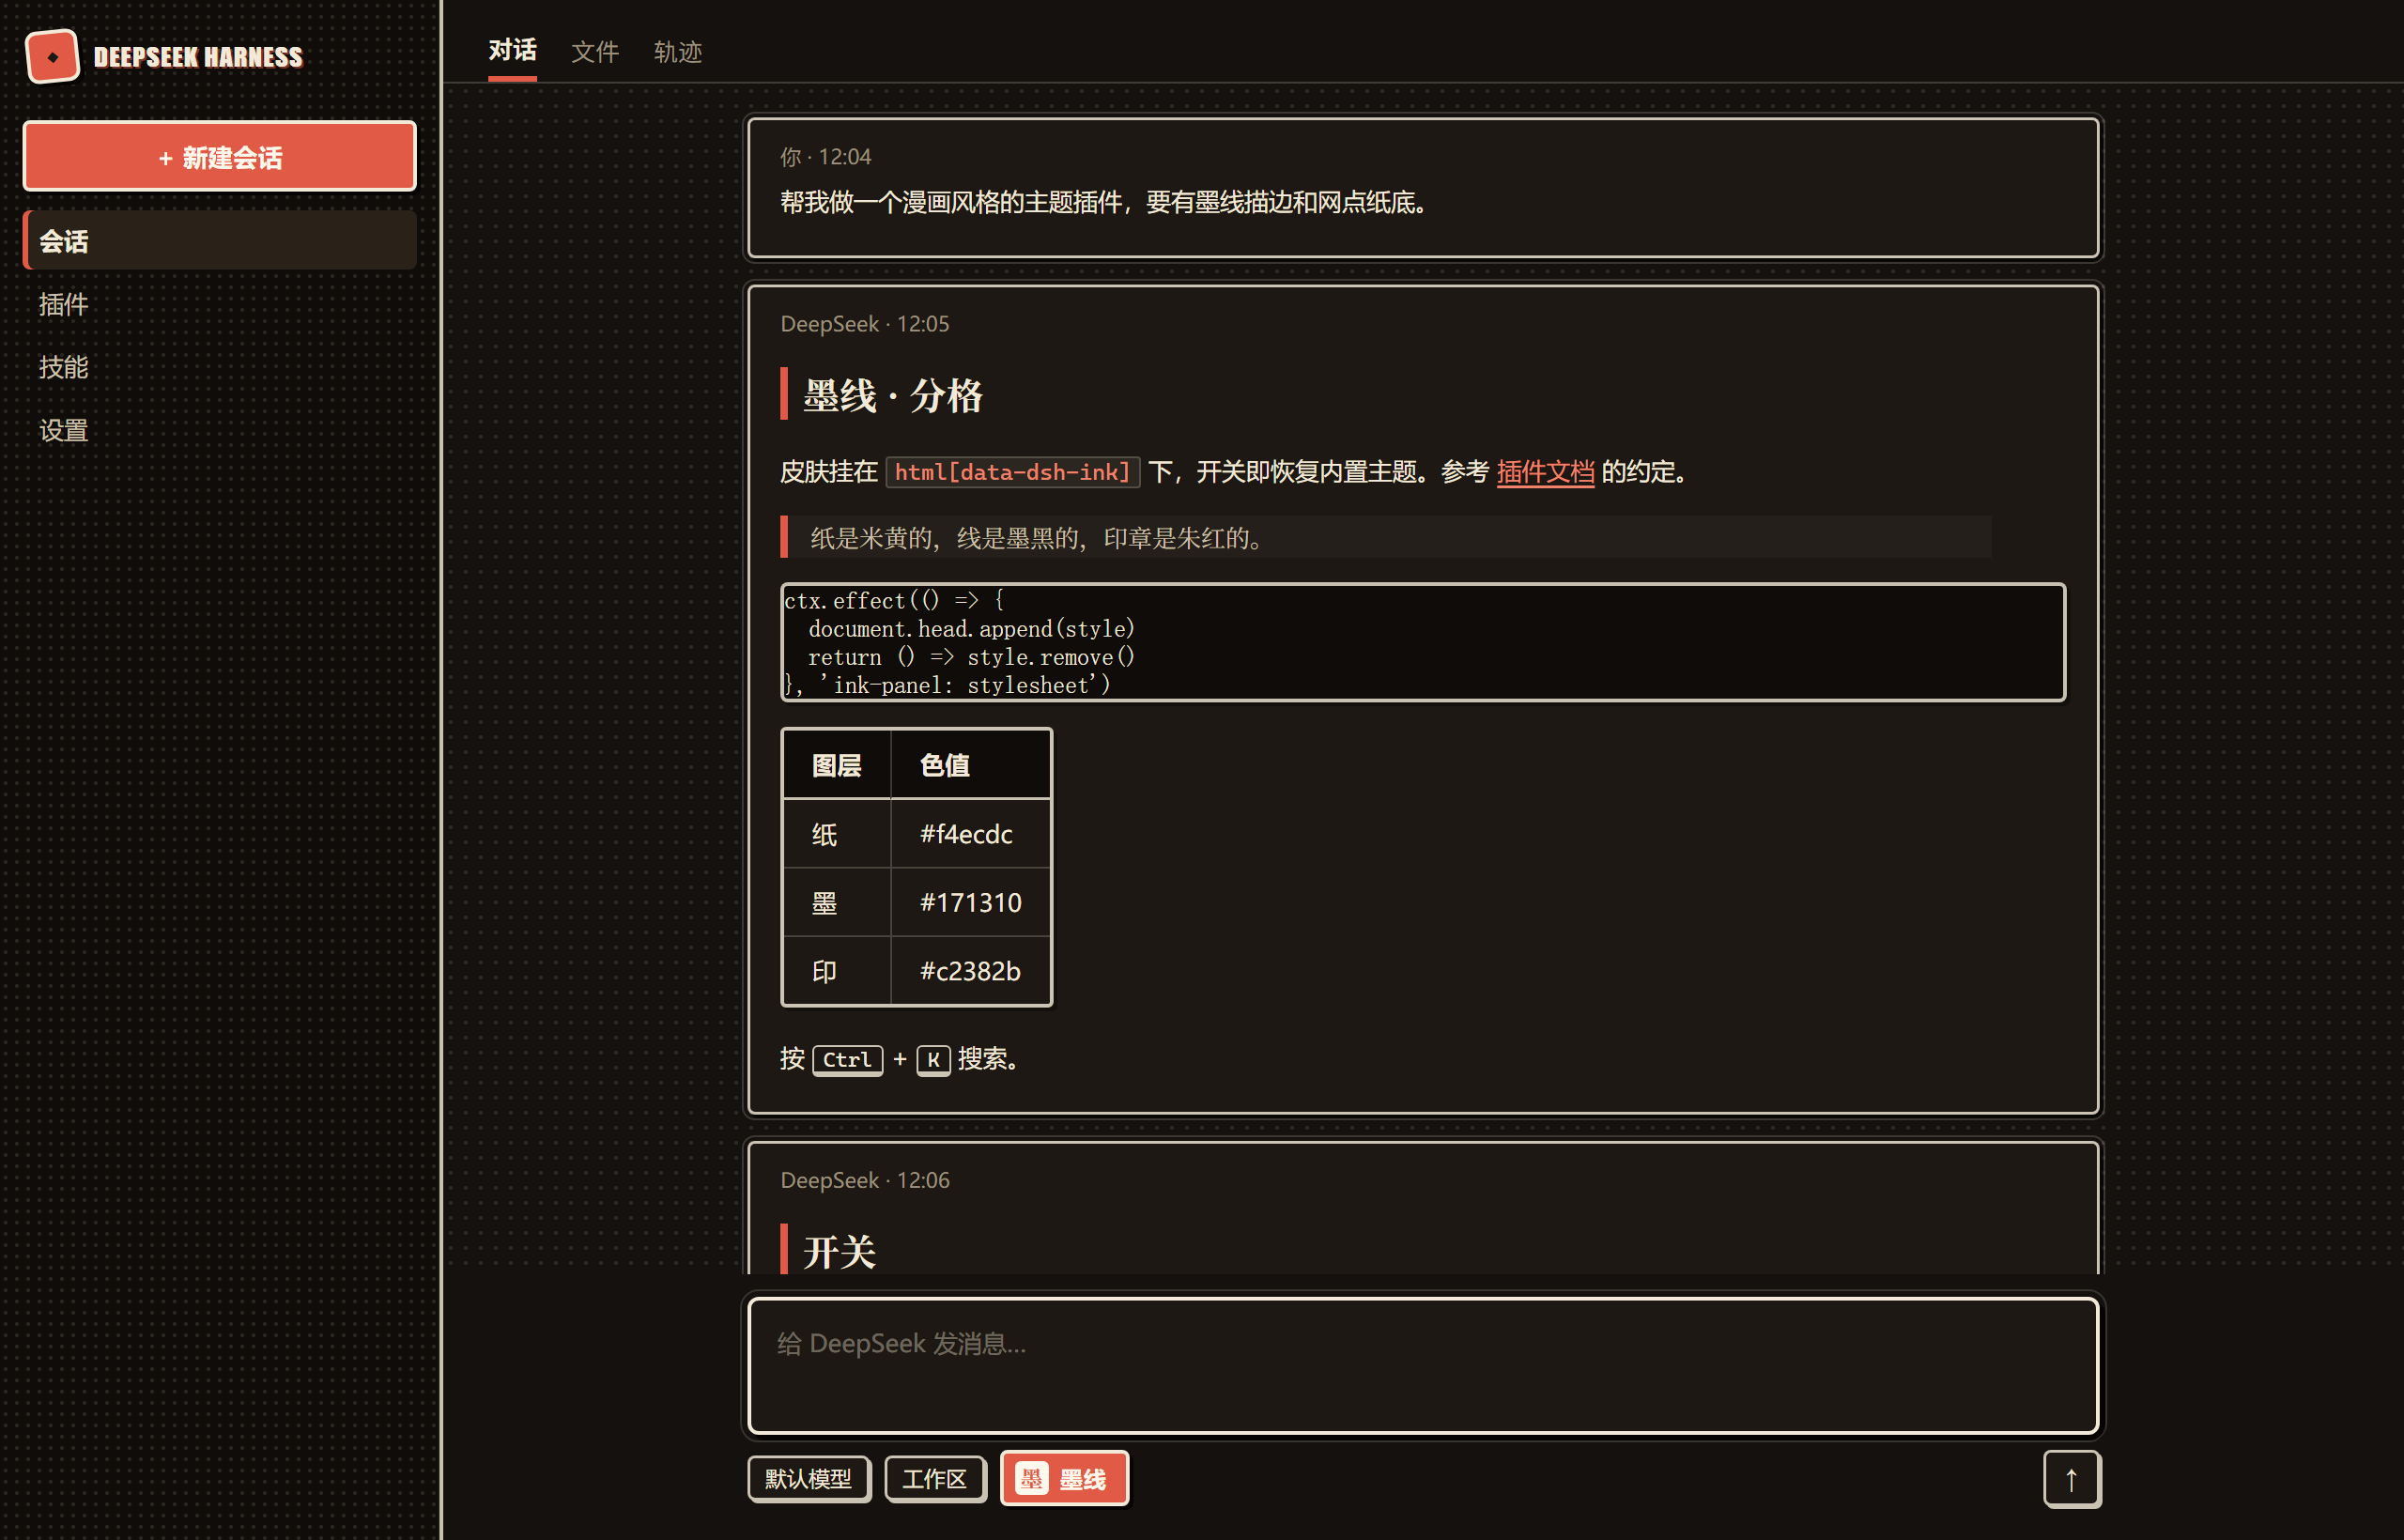 DEEPSEEK HARNESS
+ 新建会话
会话
插件
技能
设置
对话 文件 轨迹
你 · 12:04
帮我做一个漫画风格的主题插件，要有墨线描边和网点纸底。
DeepSeek · 12:05
墨线 · 分格
皮肤挂在 html[data-dsh-ink] 下，开关即恢复内置主题。参考 插件文档 的约定。
纸是米黄的，线是墨黑的，印章是朱红的。
ctx.effect(() => {
  document.head.append(style)
  return () => style.remove()
}, 'ink-panel: stylesheet')
图层 色值
纸 #f4ecdc
墨 #171310
印 #c2382b
按 Ctrl + K 搜索。
DeepSeek · 12:06
开关
给 DeepSeek 发消息...
默认模型 工作区 墨 墨线 ↑